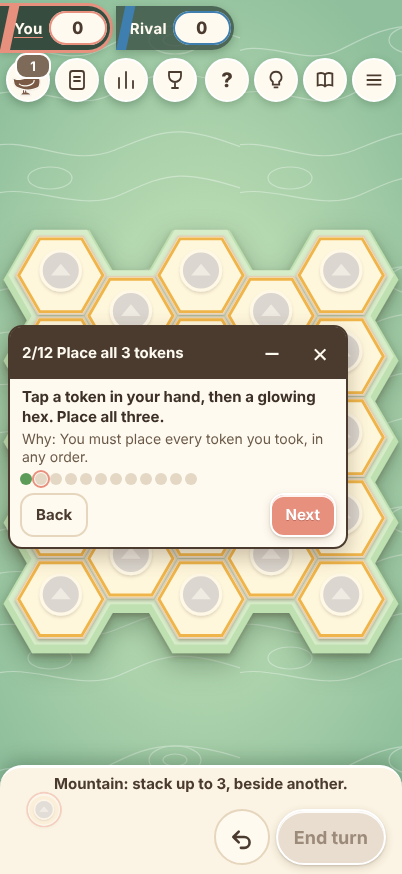 You 0 Rival 0
1
?
2/12 Place all 3 tokens
Tap a token in your hand, then a glowing
hex. Place all three.
Why: You must place every token you took, in
any order.
Back
Next
Mountain: stack up to 3, beside another.
End turn